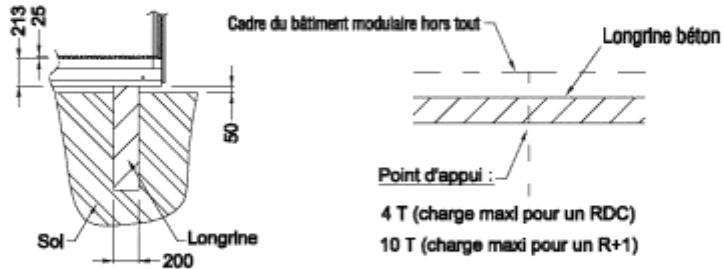 213
25
50
Sol
Longrine
200
Cadre du bâtiment modulaire hors tout
Longrine béton
Point d'appui :
4 T (charge maxi pour un RDC)
10 T (charge maxi pour un R+1)